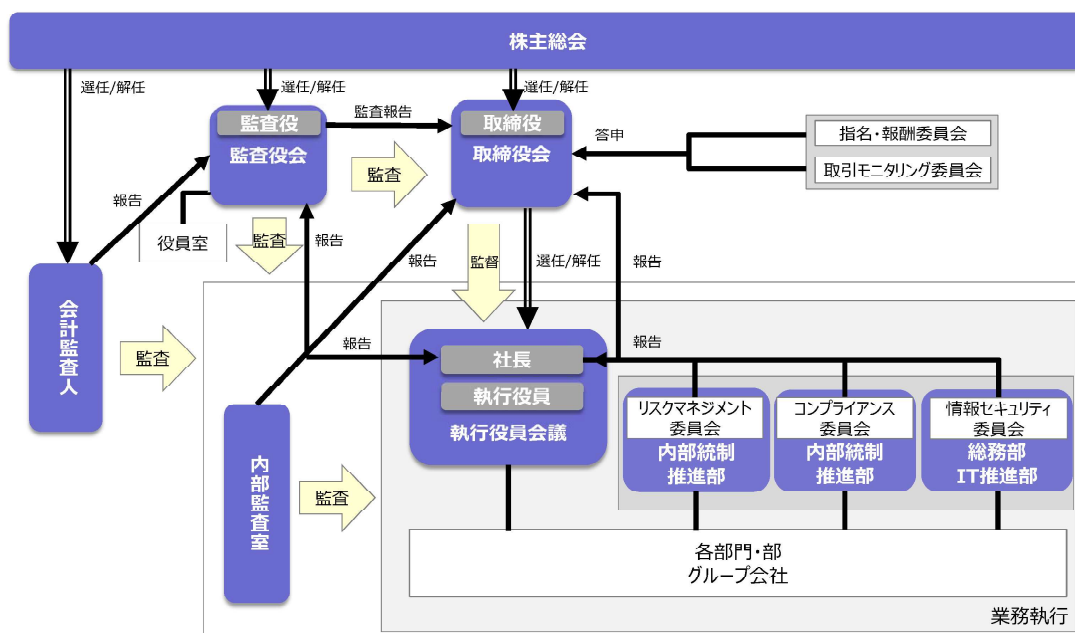 株主総会
選任/解任
選任/解任
選任/解任
監査役
監査役会
監査報告
取締役
取締役会
答申
指名・報酬委員会
取引モニタリング委員会
監査
報告
役員室
監査
報告
報告
監督
選任/解任
報告
会計監査人
監査
報告
社長
執行役員
執行役員会議
報告
リスクマネジメント
委員会
内部統制
推進部
コンプライアンス
委員会
内部統制
推進部
情報セキュリティ
委員会
総務部
IT推進部
内部監査室
監査
各部門・部
グループ会社
業務執行